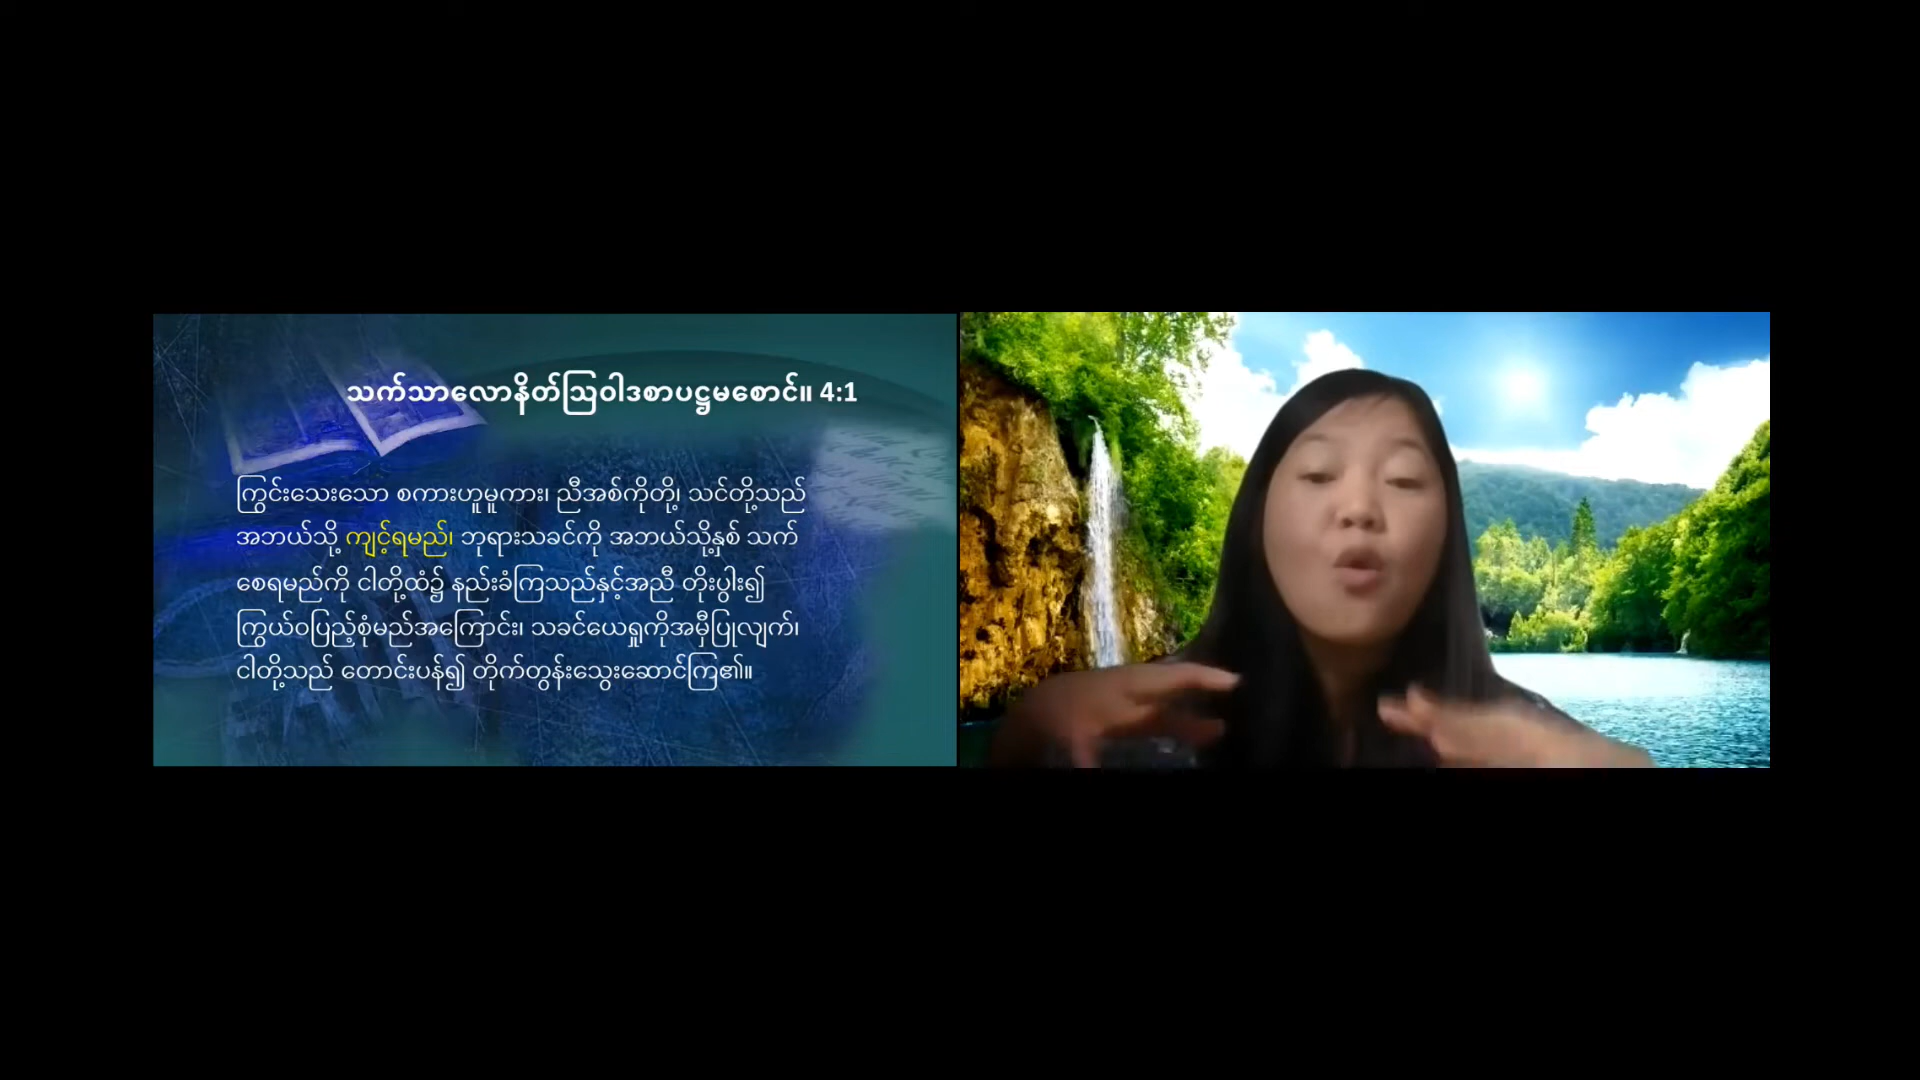 သက်သာလောနိတ်ဩဝါဒစာပဌမစောင်။ 4:1
ကြွင်းသေးသော စကားဟူမူကား၊ ညီအစ်ကိုတို့၊ သင်တို့သည်
အဘယ်သို့ ကျင့်ရမည်၊ ဘုရားသခင်ကို အဘယ်သို့နှစ် သက်
စေရမည်ကို ငါတို့ထံ၌ နည်းခံကြသည်နှင့်အညီ တိုးပွါး၍
ကြွယ်ဝပြည့်စုံမည်အကြောင်း၊ သခင်ယေရှုကိုအမှီပြုလျက်၊
ငါတို့သည် တောင်းပန်၍ တိုက်တွန်းသွေးဆောင်ကြ၏။